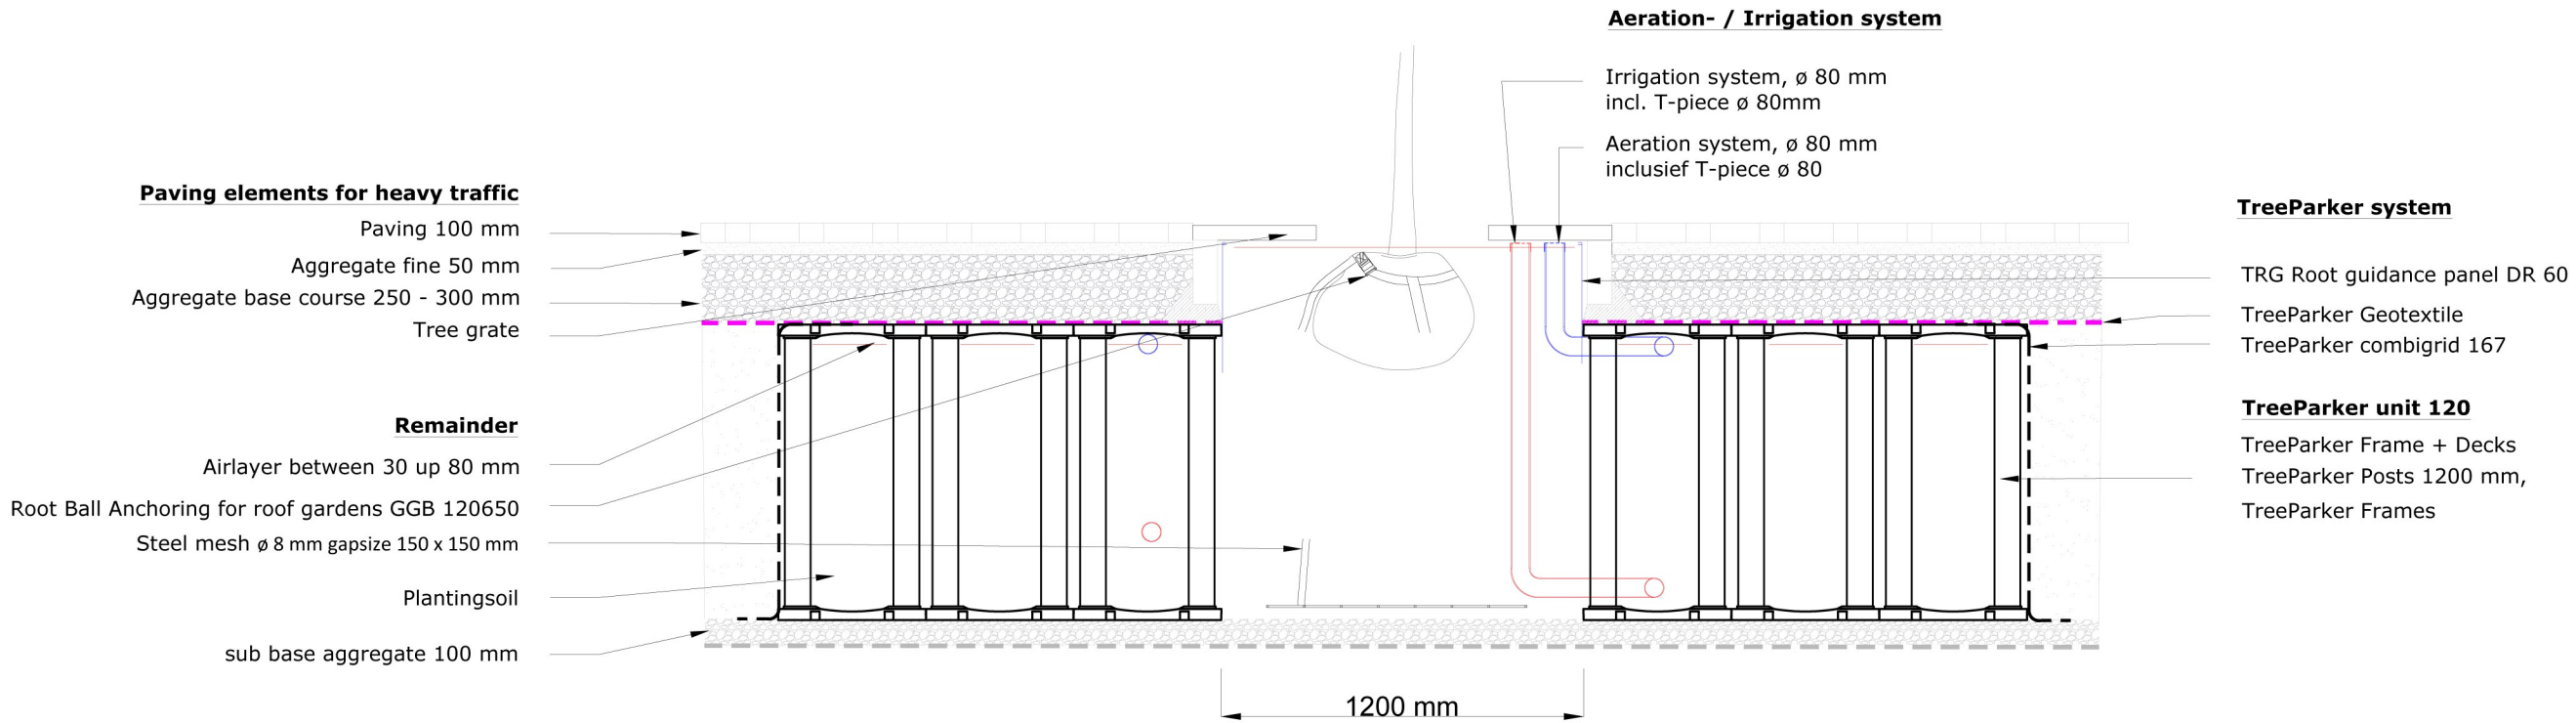 Aeration- / Irrigation system
Irrigation system, ø 80 mm
incl. T-piece ø 80mm
Aeration system, ø 80 mm
inclusief T-piece ø 80
Paving elements for heavy traffic
Paving 100 mm
Aggregate fine 50 mm
Aggregate base course 250 - 300 mm
Tree grate
Remainder
Airlayer between 30 up 80 mm
Root Ball Anchoring for roof gardens GGB 120650
Steel mesh ø 8 mm gapsize 150 x 150 mm
Plantingsoil
sub base aggregate 100 mm
TreeParker system
TRG Root guidance panel DR 60
TreeParker Geotextile
TreeParker combigrid 167
TreeParker unit 120
TreeParker Frame + Decks
TreeParker Posts 1200 mm,
TreeParker Frames
1200 mm